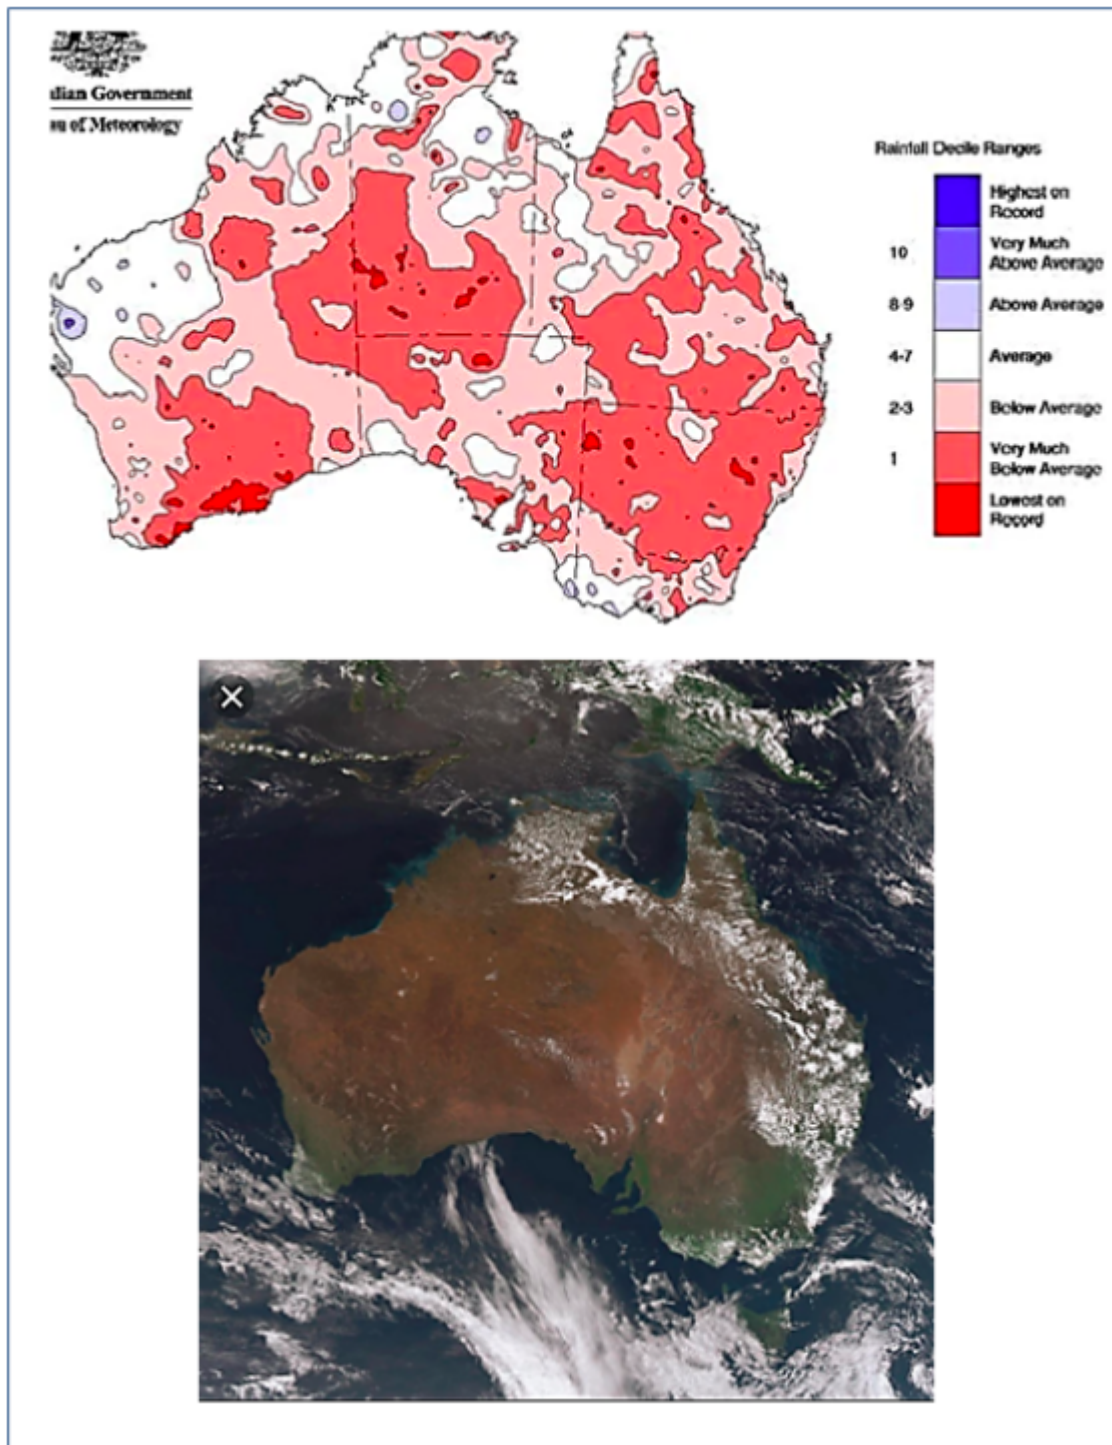 dian Government
au of Meteorology
Rainfall Decile Ranges
Highest on
Record
10 Very Much
Above Average
8-9 Above Average
4-7 Average
2-3 Below Average
1 Very Much
Below Average
Lowest on
Record